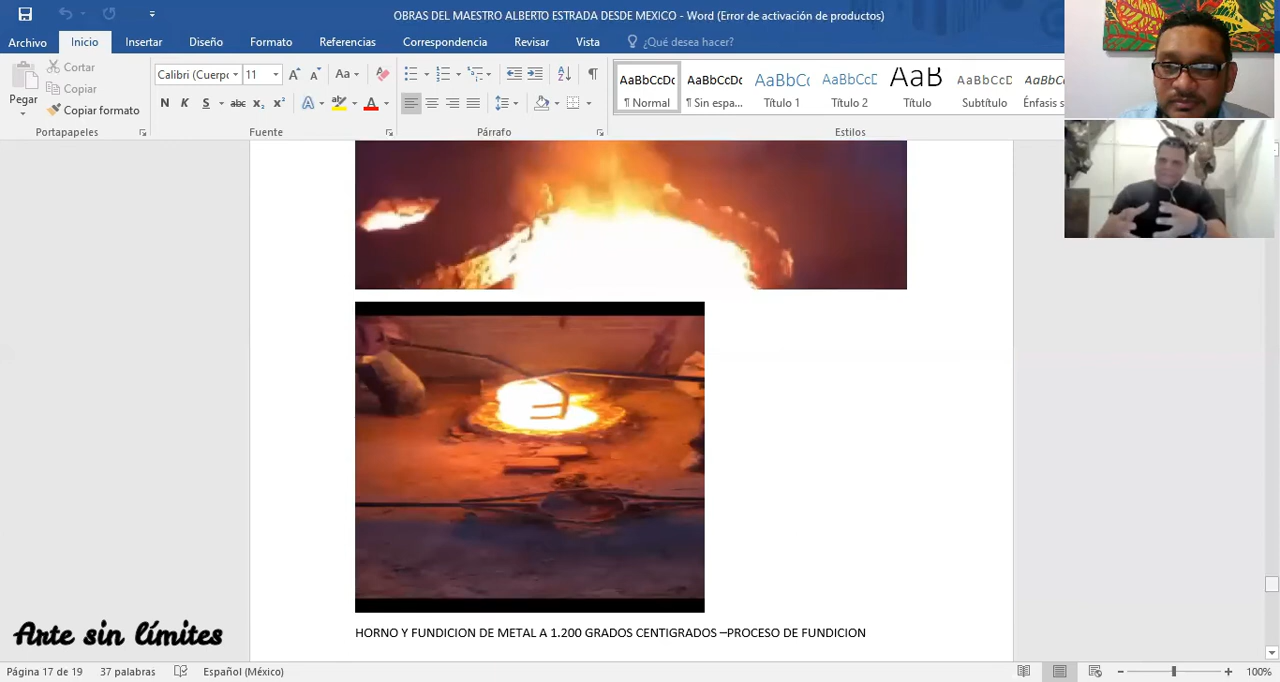 OBRAS DEL MAESTRO ALBERTO ESTRADA DESDE MEXICO - Word (Error de activación de productos)
Archivo Inicio Insertar Diseño Formato Referencias Correspondencia Revisar Vista ¿Qué desea hacer?
Pegar
Cortar
Copiar
Copiar formato
Portapapeles
Calibri (Cuerpo 11 A A Aa
N K S abc x₂ x² A A
Fuente
Párrafo
AaBbCcDc AaBbCcDc AaBbCc AaBbCcD AaB AaBbCcD AaBbCcD
¶ Normal ¶ Sin espa... Título 1 Título 2 Título Subtítulo Énfasis s
Estilos
HORNO Y FUNDICION DE METAL A 1.200 GRADOS CENTIGRADOS –PROCESO DE FUNDICION
Arte sin límites
Página 17 de 19 37 palabras Español (México) 100%